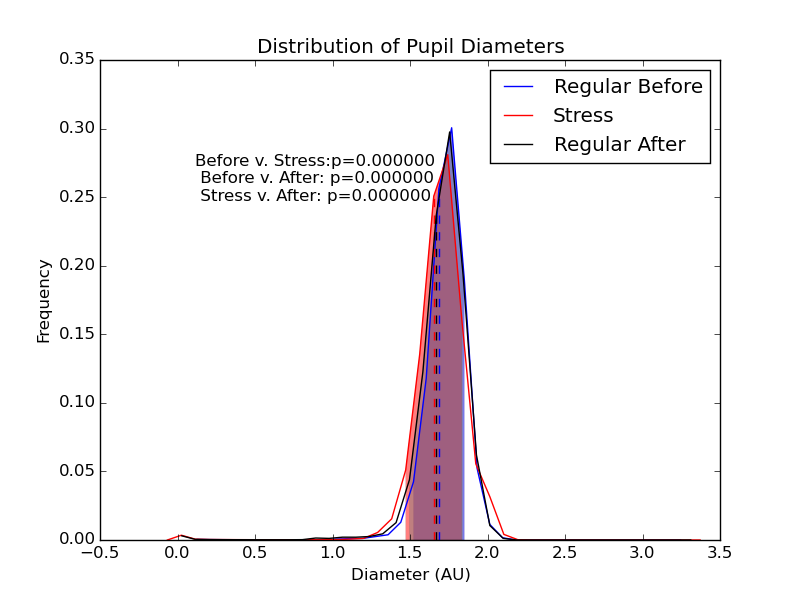 Distribution of Pupil Diameters
0.35
0.30
0.25
0.20
0.15
0.10
0.05
0.00
Frequency
Regular Before
Stress
Regular After
Before v. Stress:p=0.000000
Before v. After: p=0.000000
Stress v. After: p=0.000000
−0.5 0.0 0.5 1.0 1.5 2.0 2.5 3.0 3.5
Diameter (AU)